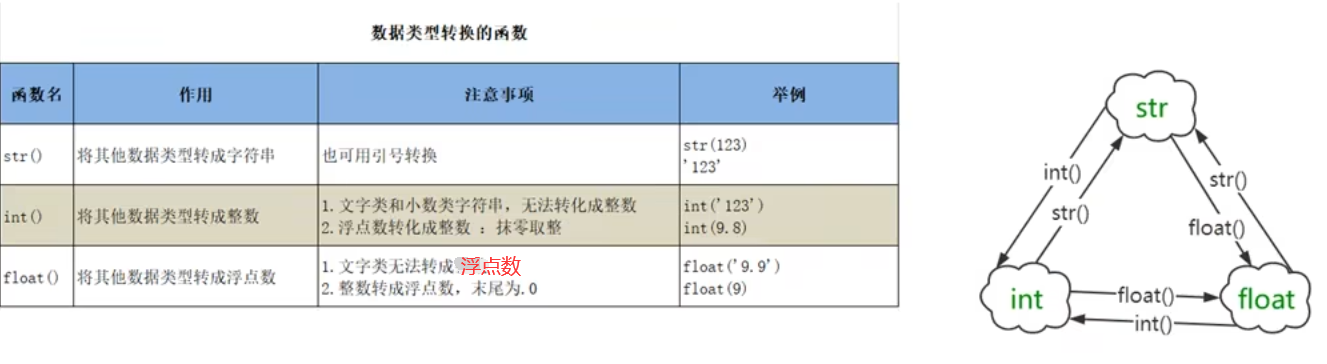 数据类型转换的函数
函数名 作用 注意事项 举例
str() 将其他数据类型转成字符串 也可用引号转换 str(123)
'123'
int() 将其他数据类型转成整数 1.文字类和小数类字符串，无法转化成整数 int('123')
2.浮点数转化成整数 ：抹零取整 int(9.8)
float() 将其他数据类型转成浮点数 1.文字类无法转成 浮点数 float('9.9')
2.整数转成浮点数，末尾为.0 float(9)
str
int()
str()
str()
float()
int
float()
int()
float